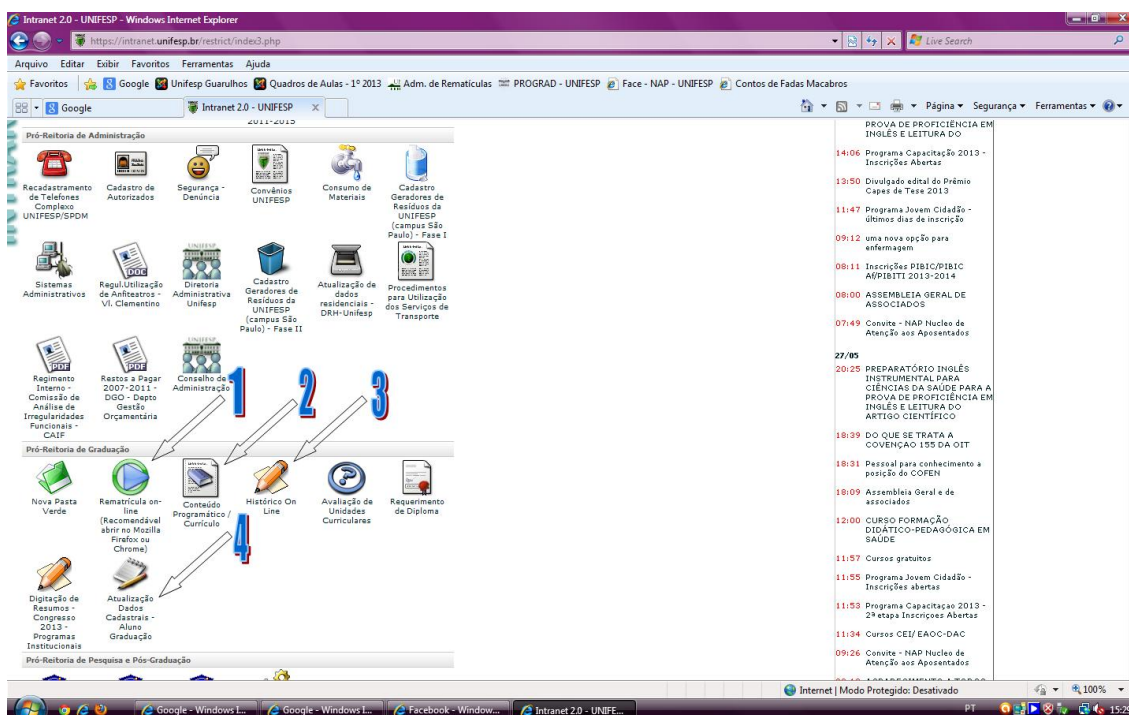 Intranet 2.0 - UNIFESP - Windows Internet Explorer
https://intranet.unifesp.br/restrict/index3.php
Live Search
Arquivo Editar Exibir Favoritos Ferramentas Ajuda
Favoritos Google Unifesp Guarulhos Quadros de Aulas - 1º 2013 Adm. de Rematículas PROGRAD - UNIFESP Face - NAP - UNIFESP Contos de Fadas Macabros
Google Intranet 2.0 - UNIFESP X
Página Segurança Ferramentas
2011-2015
Pró-Reitoria de Administração
Recadastramento
de Telefones
Complexo
UNIFESP/SPDM
Cadastro de
Autorizados
Segurança -
Denúncia
Convênios
UNIFESP
Consumo de
Materiais
Cadastro
Geradores de
Resíduos da
UNIFESP
(campus São
Paulo) - Fase I
Sistemas
Administrativos
DOC
Regul.Utilização
de Anfiteatros -
Vl. Clementino
UNIFESP
Diretoria
Administrativa
Unifesp
Cadastro
Geradores de
Resíduos da
UNIFESP
(campus São
Paulo) - Fase II
Atualização de
dados
residenciais -
DRH-Unifesp
Procedimentos
para Utilização
dos Serviços de
Transporte
PDF
Regimento
Interno -
Comissão de
Análise de
Irregularidades
Funcionais -
CAIF
PDF
Restos a Pagar
2007-2011 -
DGO - Depto
Gestão
Orçamentária
UNIFESP
Conselho de
Administração
1
2
3
Pró-Reitoria de Graduação
Nova Pasta
Verde
Rematrícula on-
line
(Recomendável
abrir no Mozilla
Firefox ou
Chrome)
Conteúdo
Programático /
Currículo
Histórico On
Line
Avaliação de
Unidades
Curriculares
Requerimento
de Diploma
4
Digitação de
Resumos -
Congresso
2013 -
Programas
Institucionais
Atualização
Dados
Cadastrais -
Aluno
Graduação
Pró-Reitoria de Pesquisa e Pós-Graduação
PROVA DE PROFICIÊNCIA EM
INGLÊS E LEITURA DO
14:06 Programa Capacitação 2013 -
Inscrições Abertas
13:50 Divulgado edital do Prêmio
Capes de Tese 2013
11:47 Programa Jovem Cidadão -
últimos dias de inscrição
09:12 uma nova opção para
enfermagem
08:11 Inscrições PIBIC/PIBIC
Af/PIBITI 2013-2014
08:00 ASSEMBLEIA GERAL DE
ASSOCIADOS
07:49 Convite - NAP Nucleo de
Atenção aos Aposentados
27/05
20:25 PREPARATÓRIO INGLÊS
INSTRUMENTAL PARA
CIÊNCIAS DA SAÚDE PARA A
PROVA DE PROFICIÊNCIA EM
INGLÊS E LEITURA DO
ARTIGO CIENTÍFICO
18:39 DO QUE SE TRATA A
COVENÇAO 155 DA OIT
18:31 Pessoal para conhecimento a
posição do COFEN
18:09 Assembleia Geral e de
associados
12:00 CURSO FORMAÇÃO
DIDÁTICO-PEDAGÓGICA EM
SAÚDE
11:57 Cursos gratuitos
11:55 Programa Jovem Cidadão -
Inscrições abertas
11:53 Programa Capacitaçao 2013 -
2ª etapa Inscriçoes Abertas
11:34 Cursos CEI/ EAOC-DAC
09:26 Convite - NAP Nucleo de
Atenção aos Aposentados
Internet | Modo Protegido: Desativado
100%
Google - Windows I...
Google - Windows I...
Facebook - Window...
Intranet 2.0 - UNIFE...
PT
15:29